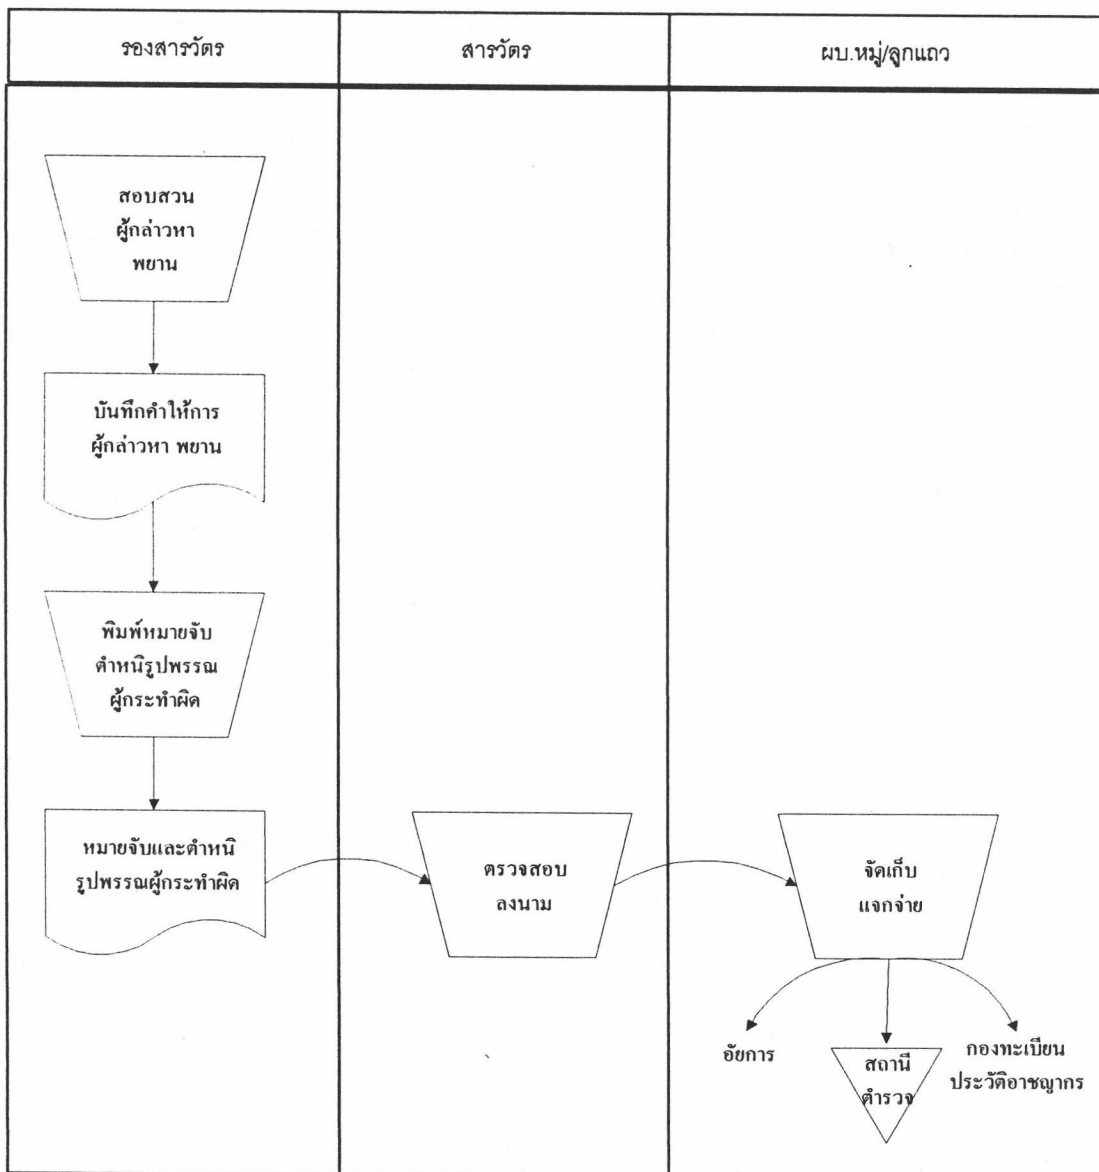 รองสารวัตร
สารวัตร
ผบ.หมู่/ลูกแถว
สอบสวน
ผู้กล่าวหา
พยาน
บันทึกคำให้การ
ผู้กล่าวหา พยาน
พิมพ์หมายจับ
ตำหนิรูปพรรณ
ผู้กระทำผิด
หมายจับและตำหนิ
รูปพรรณผู้กระทำผิด
ตรวจสอบ
ลงนาม
จัดเก็บ
แจกจ่าย
อัยการ
สถานี
ตำรวจ
กองทะเบียน
ประวัติอาชญากร